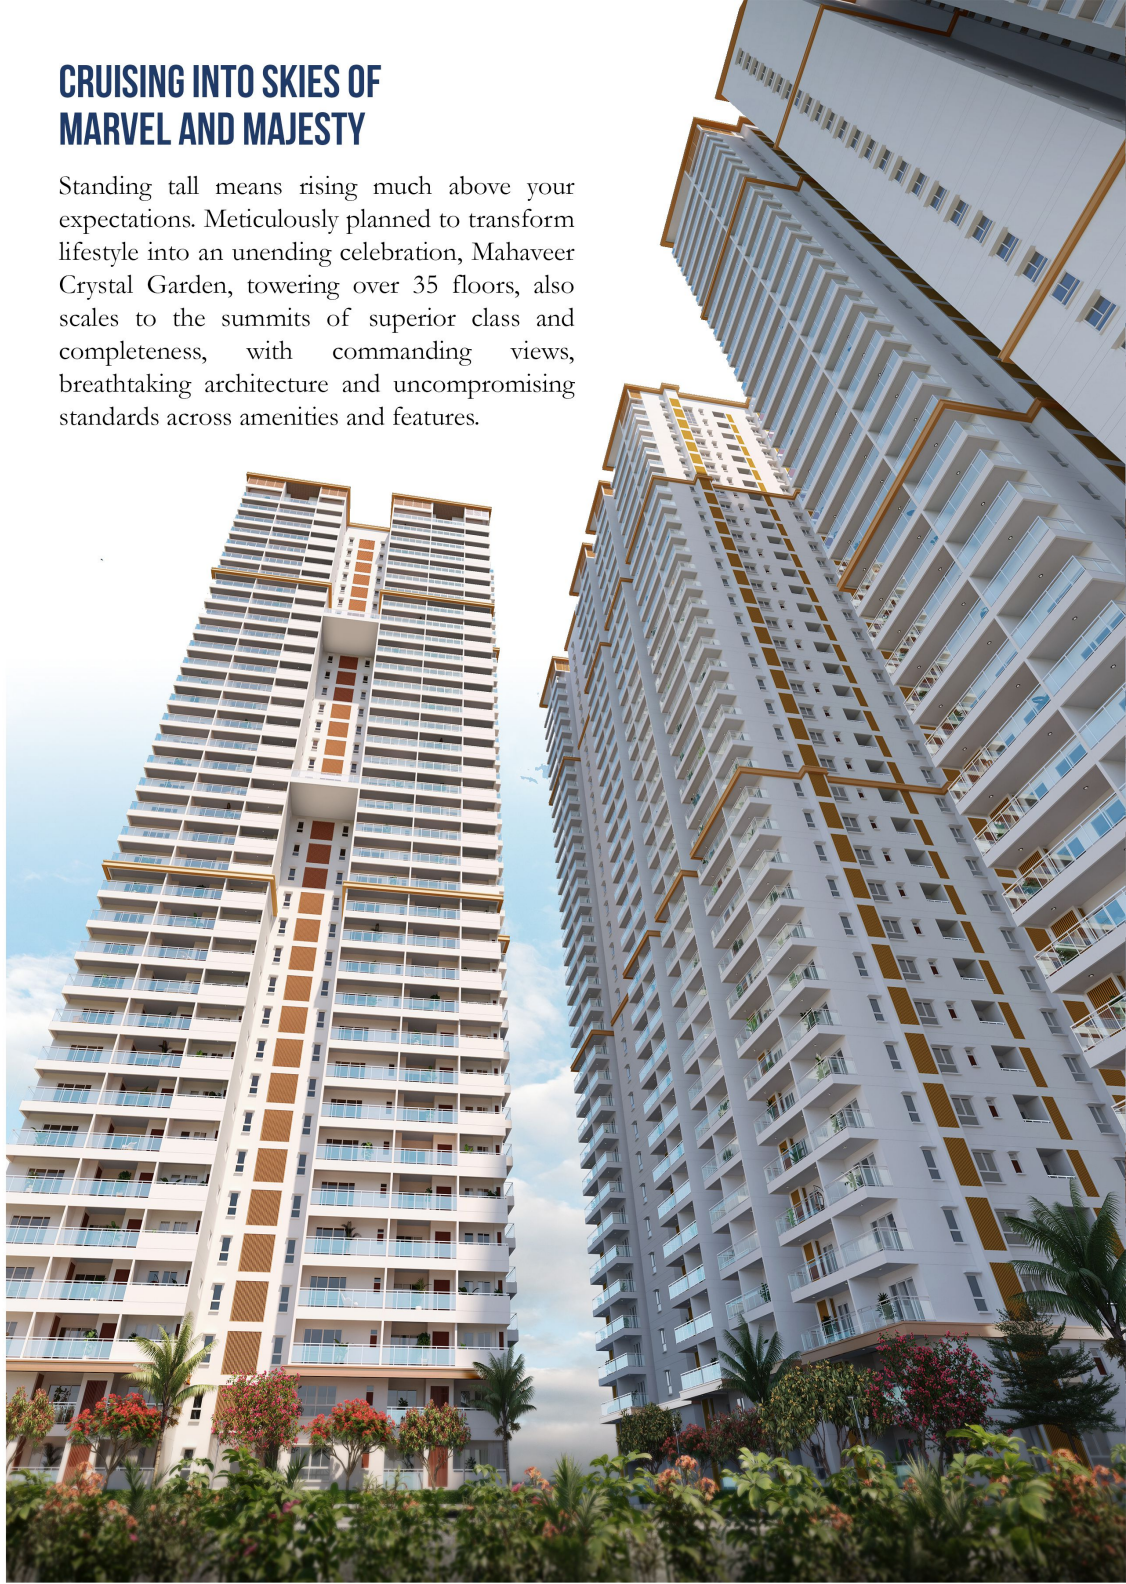 CRUISING INTO SKIES OF
MARVEL AND MAJESTY
Standing tall means rising much above your
expectations. Meticulously planned to transform
lifestyle into an unending celebration, Mahaveer
Crystal Garden, towering over 35 floors, also
scales to the summits of superior class and
completeness, with commanding views,
breathtaking architecture and uncompromising
standards across amenities and features.